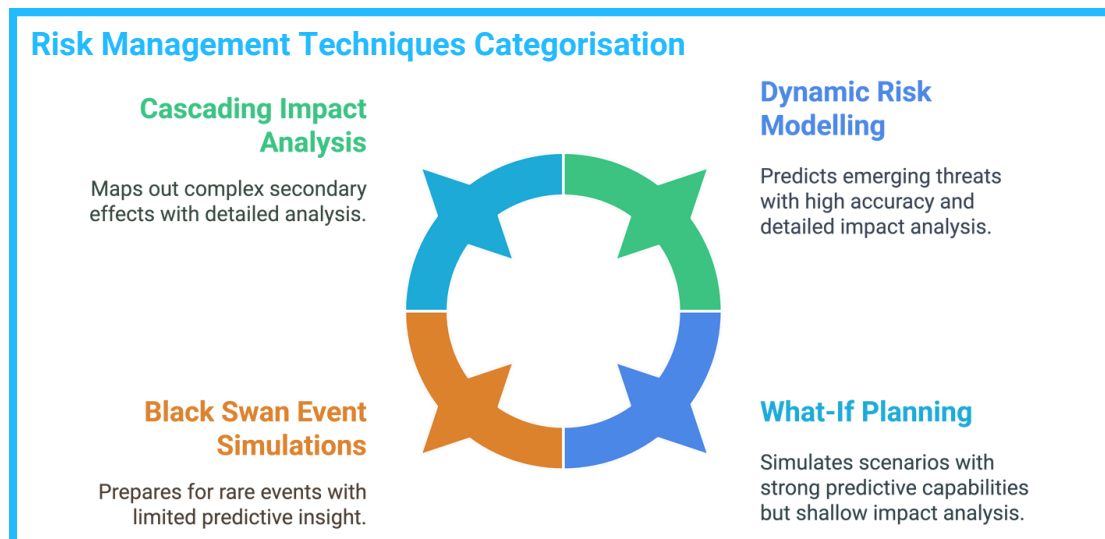 Risk Management Techniques Categorisation
Cascading Impact
Analysis
Maps out complex secondary
effects with detailed analysis.
Dynamic Risk
Modelling
Predicts emerging threats
with high accuracy and
detailed impact analysis.
Black Swan Event
Simulations
Prepares for rare events with
limited predictive insight.
What-If Planning
Simulates scenarios with
strong predictive capabilities
but shallow impact analysis.